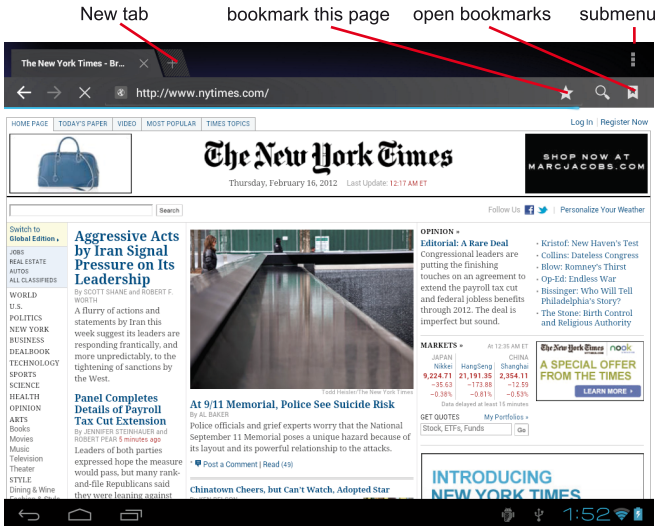 New tab
bookmark this page
open bookmarks
submenu
The New York Times - Br...
http://www.nytimes.com/
HOME PAGE
TODAY'S PAPER
VIDEO
MOST POPULAR
TIMES TOPICS
Log In | Register Now
The New York Times
SHOP NOW AT
MARCJACOBS.COM
Thursday, February 16, 2012 Last Update: 12:17 AM ET
Search
Follow Us
Personalize Your Weather
Switch to
Global Edition
JOBS
REAL ESTATE
AUTOS
ALL CLASSIFIEDS
WORLD
U.S.
POLITICS
NEW YORK
BUSINESS
DEALBOOK
TECHNOLOGY
SPORTS
SCIENCE
HEALTH
OPINION
ARTS
Books
Movies
Music
Television
Theater
STYLE
Dining & Wine
Fashion & Style
Aggressive Acts
by Iran Signal
Pressure on Its
Leadership
By SCOTT SHANE and ROBERT F.
WORTH
A flurry of actions and
statements by Iran this
week suggest its leaders are
responding frantically, and
more unpredictably, to the
tightening of sanctions by
the West.
Panel Completes
Details of Payroll
Tax Cut Extension
By JENNIFER STEINHAUER and
ROBERT PEAR 5 minutes ago
Leaders of both parties
expressed hope the measure
would pass, but many rank-
and-file Republicans said
they were leaning against
Todd Heisler/The New York Times
At 9/11 Memorial, Police See Suicide Risk
By AL BAKER
Police officials and grief experts worry that the National
September 11 Memorial poses a unique hazard because of
its layout and its powerful relationship to the attacks.
• Post a Comment | Read (49)
Chinatown Cheers, but Can't Watch, Adopted Star
OPINION »
Editorial: A Rare Deal
Congressional leaders are
putting the finishing
touches on an agreement to
extend the payroll tax cut
and federal jobless benefits
through 2012. The deal is
imperfect but sound.
• Kristof: New Haven's Test
• Collins: Dateless Congress
• Blow: Romney's Thirst
• Op-Ed: Endless War
• Bissinger: Who Will Tell
Philadelphia's Story?
• The Stone: Birth Control
and Religious Authority
MARKETS »
At 12:35 AM ET
JAPAN
CHINA
Nikkei HangSeng Shanghai
9,224.71 21,191.35 2,354.11
−35.63 −173.88 −12.59
−0.38% −0.81% −0.53%
Data delayed at least 15 minutes
GET QUOTES
My Portfolios »
Stock, ETFs, Funds
Go
The New York Times nook
A SPECIAL OFFER
FROM THE TIMES
LEARN MORE ›
INTRODUCING
NEW YORK TIMES
1:52